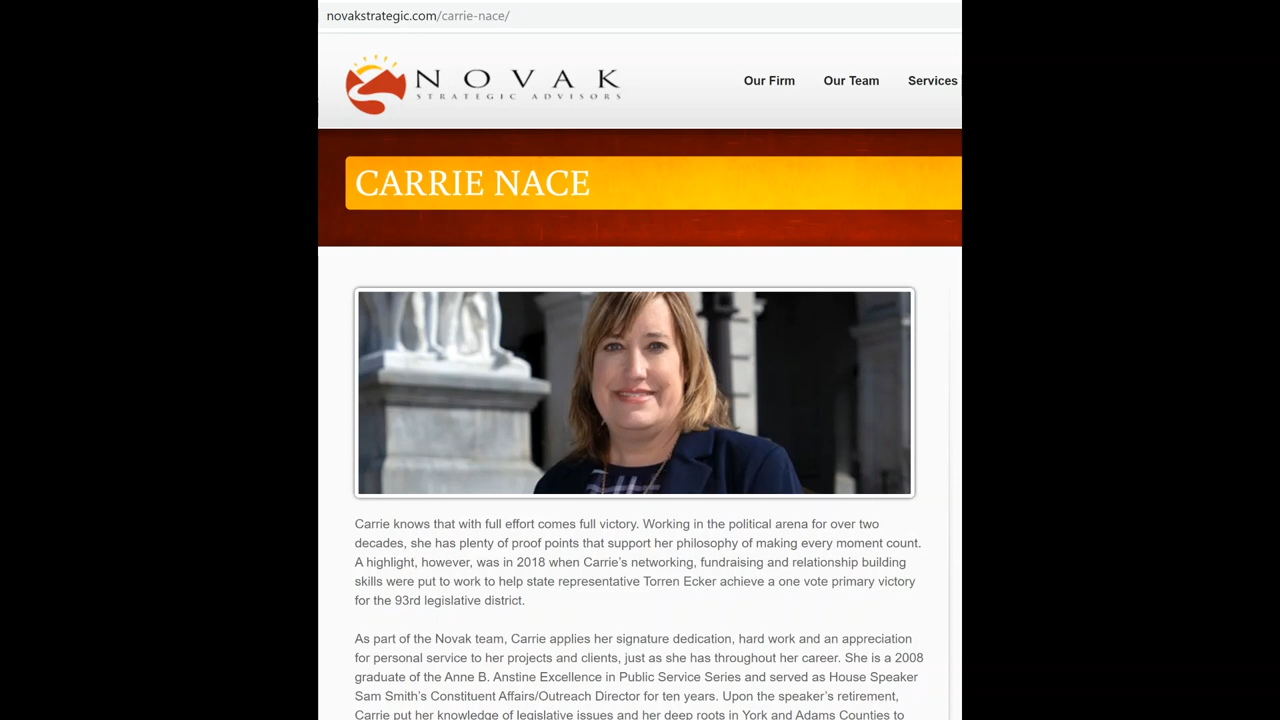 novakstrategic.com/carrie-nace/
NOVAK
STRATEGIC ADVISORS
Our Firm Our Team Services
CARRIE NACE
Carrie knows that with full effort comes full victory. Working in the political arena for over two
decades, she has plenty of proof points that support her philosophy of making every moment count.
A highlight, however, was in 2018 when Carrie's networking, fundraising and relationship building
skills were put to work to help state representative Torren Ecker achieve a one vote primary victory
for the 93rd legislative district.
As part of the Novak team, Carrie applies her signature dedication, hard work and an appreciation
for personal service to her projects and clients, just as she has throughout her career. She is a 2008
graduate of the Anne B. Anstine Excellence in Public Service Series and served as House Speaker
Sam Smith's Constituent Affairs/Outreach Director for ten years. Upon the speaker's retirement,
Carrie put her knowledge of legislative issues and her deep roots in York and Adams Counties to